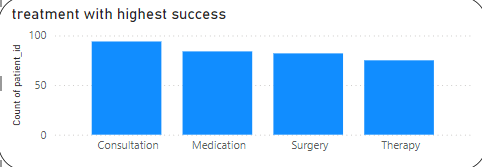 treatment with highest success
Count of patient_id
100
50
0
Consultation Medication Surgery Therapy